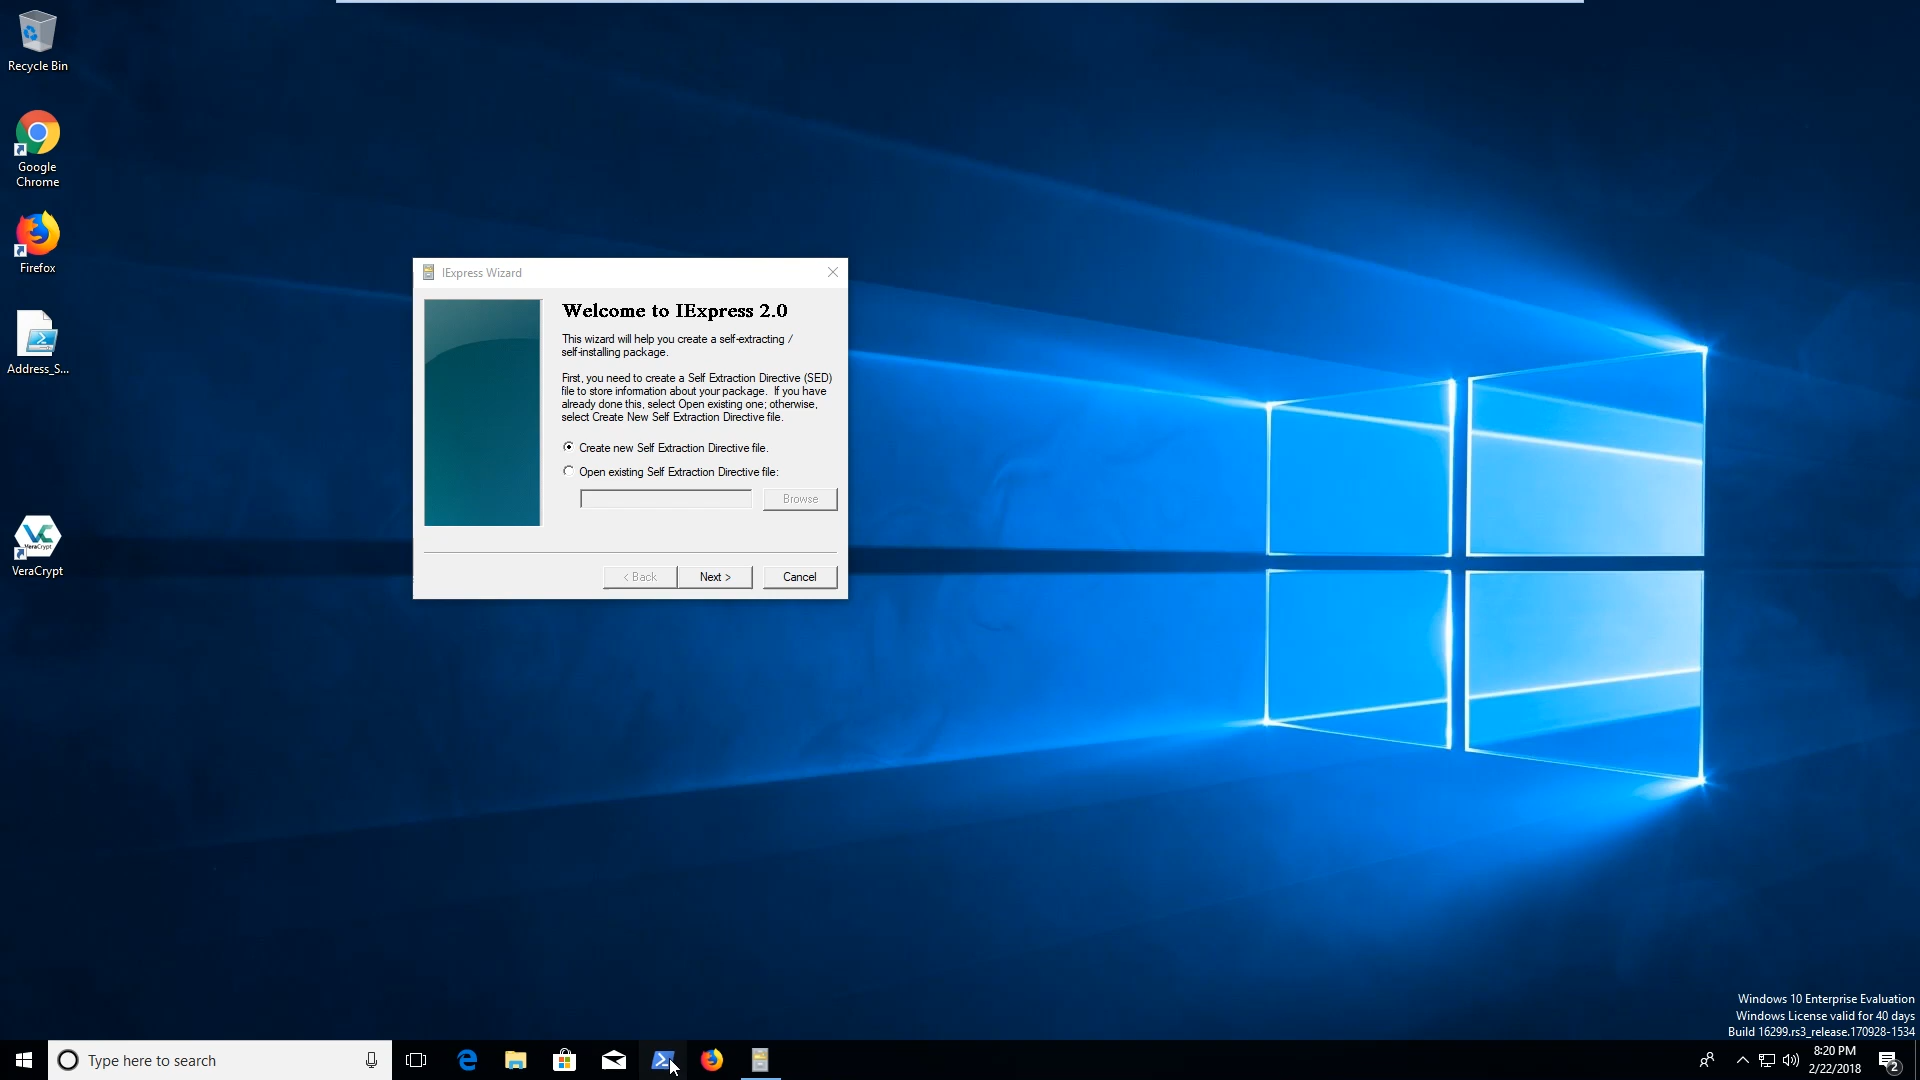 Recycle Bin
Google
Chrome
Firefox
Address_S...
VeraCrypt
VeraCrypt
IExpress Wizard
Welcome to IExpress 2.0
This wizard will help you create a self-extracting /
self-installing package.
First, you need to create a Self Extraction Directive (SED)
file to store information about your package.  If you have
already done this, select Open existing one; otherwise,
select Create New Self Extraction Directive file.
Create new Self Extraction Directive file.
Open existing Self Extraction Directive file:
Browse
< Back
Next >
Cancel
Windows 10 Enterprise Evaluation
Windows License valid for 40 days
Build 16299.rs3_release.170928-1534
Type here to search
8:20 PM
2/22/2018
2